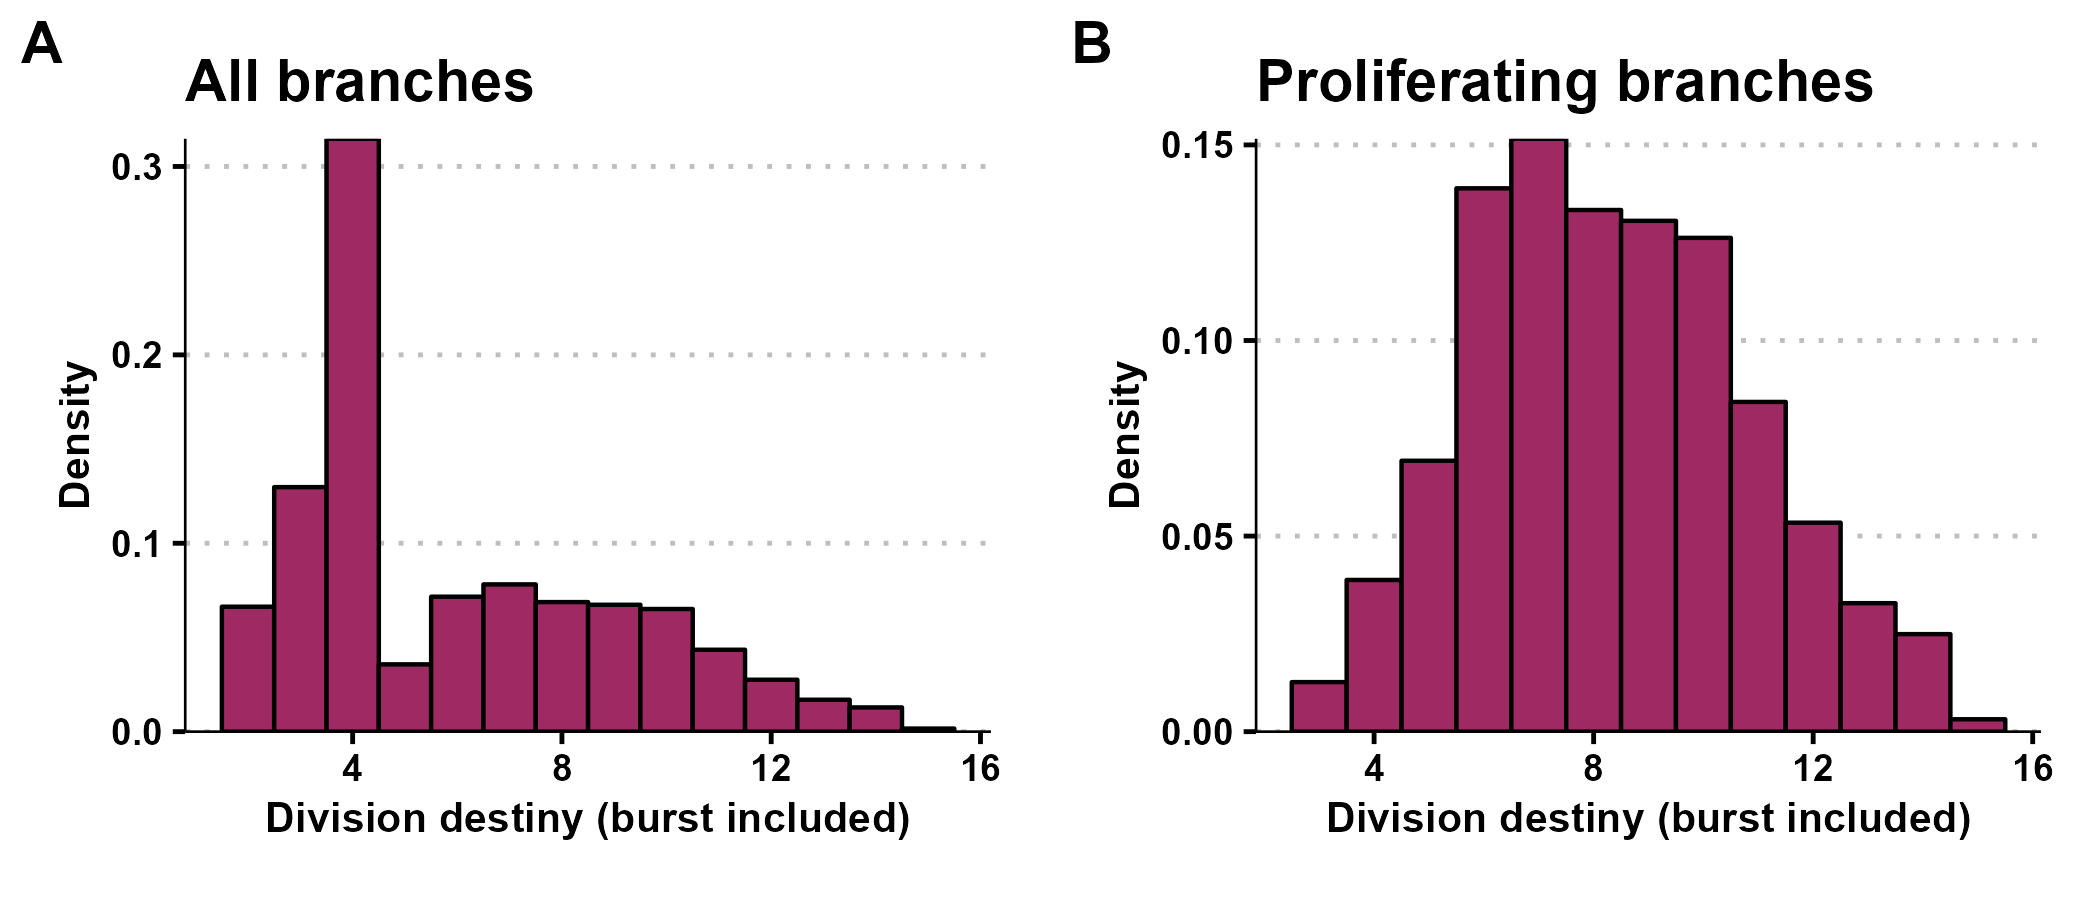 A
All branches
0.3
0.2
0.1
0.0
Density
4 8 12 16
Division destiny (burst included)
B
Proliferating branches
0.15
0.10
0.05
0.00
Density
4 8 12 16
Division destiny (burst included)